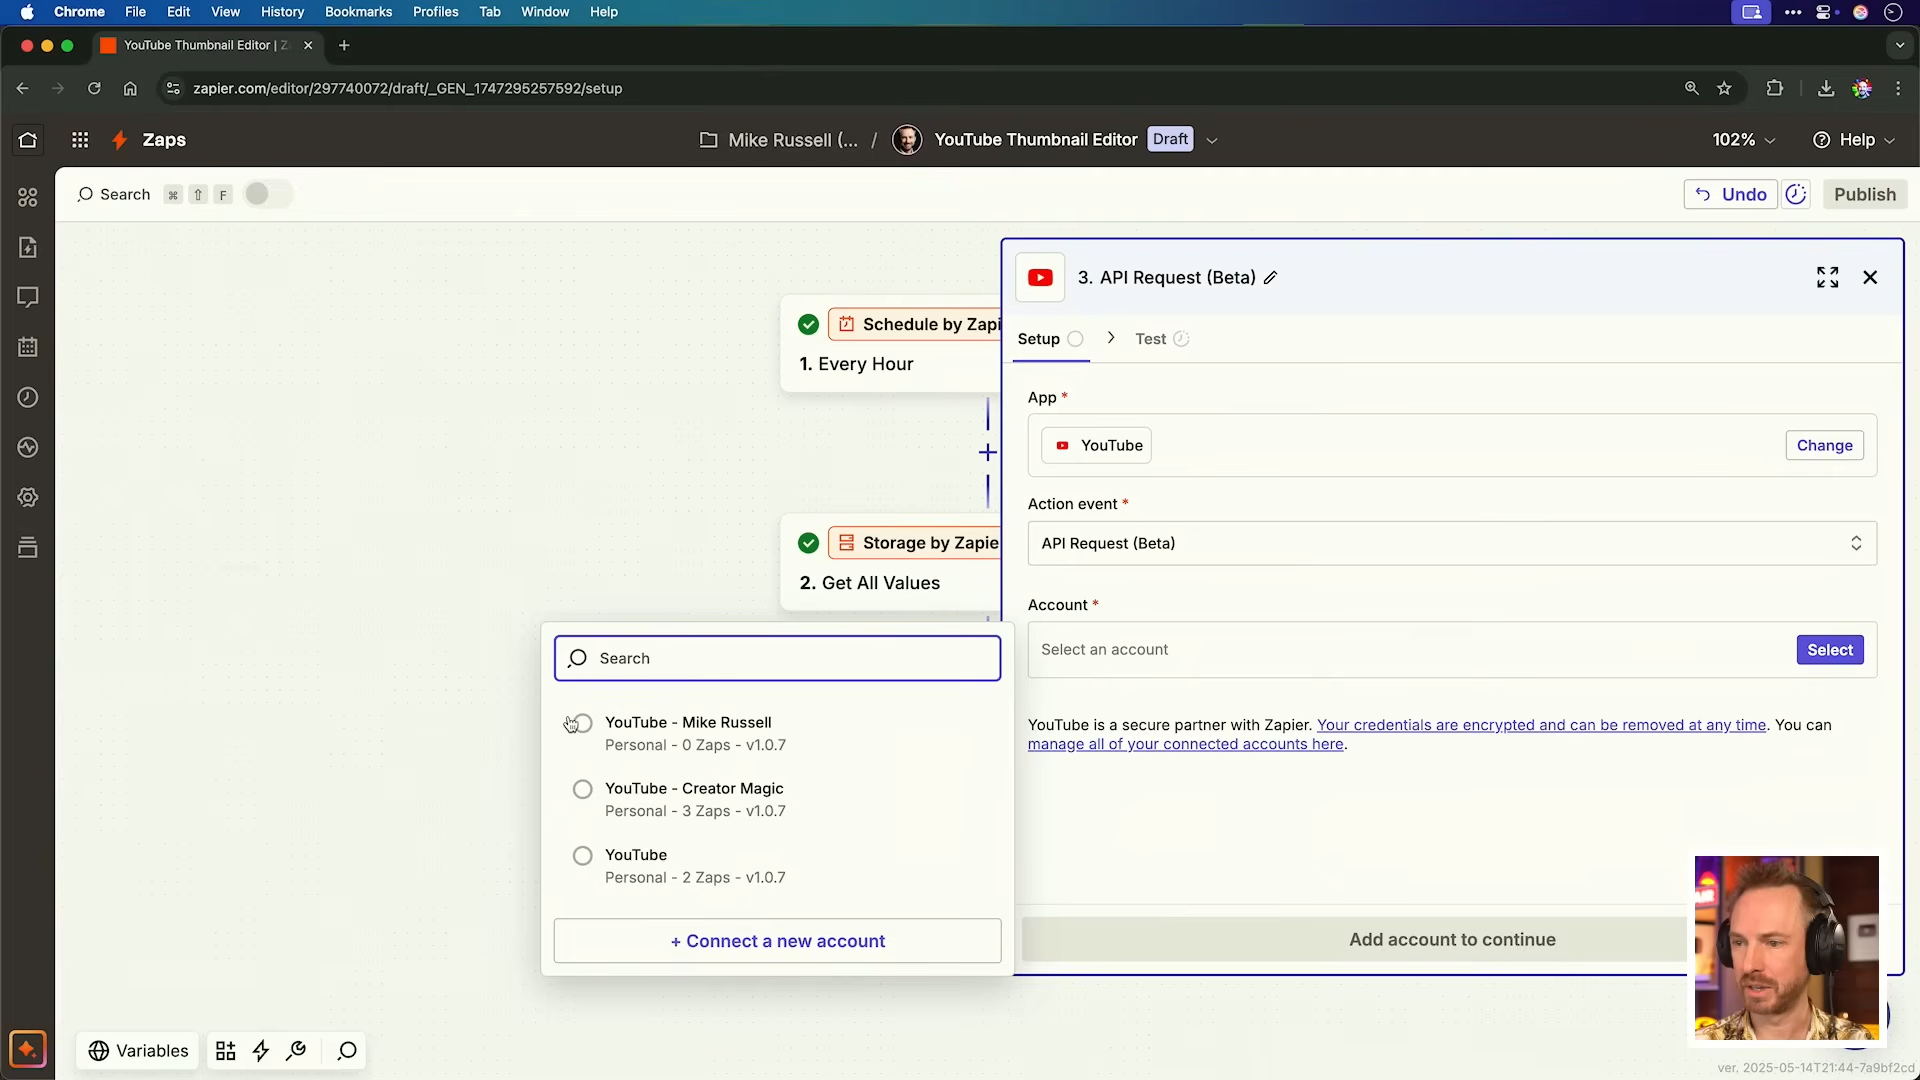 Chrome File Edit View History Bookmarks Profiles Tab Window Help
YouTube Thumbnail Editor | Z
zapier.com/editor/297740072/draft/_GEN_1747295257592/setup
Zaps
Mike Russell (... / YouTube Thumbnail Editor Draft
102% Help
Search ⌘ ⇧ F
Undo Publish
3. API Request (Beta)
Setup Test
Schedule by Zapi
1. Every Hour
App *
YouTube Change
Action event *
API Request (Beta)
Storage by Zapie
2. Get All Values
Account *
Select an account Select
YouTube is a secure partner with Zapier. Your credentials are encrypted and can be removed at any time. You can
manage all of your connected accounts here.
Search
YouTube - Mike Russell
Personal - 0 Zaps - v1.0.7
YouTube - Creator Magic
Personal - 3 Zaps - v1.0.7
YouTube
Personal - 2 Zaps - v1.0.7
+ Connect a new account
Add account to continue
Variables
ver. 2025-05-14T21:44-7a9bf2cd